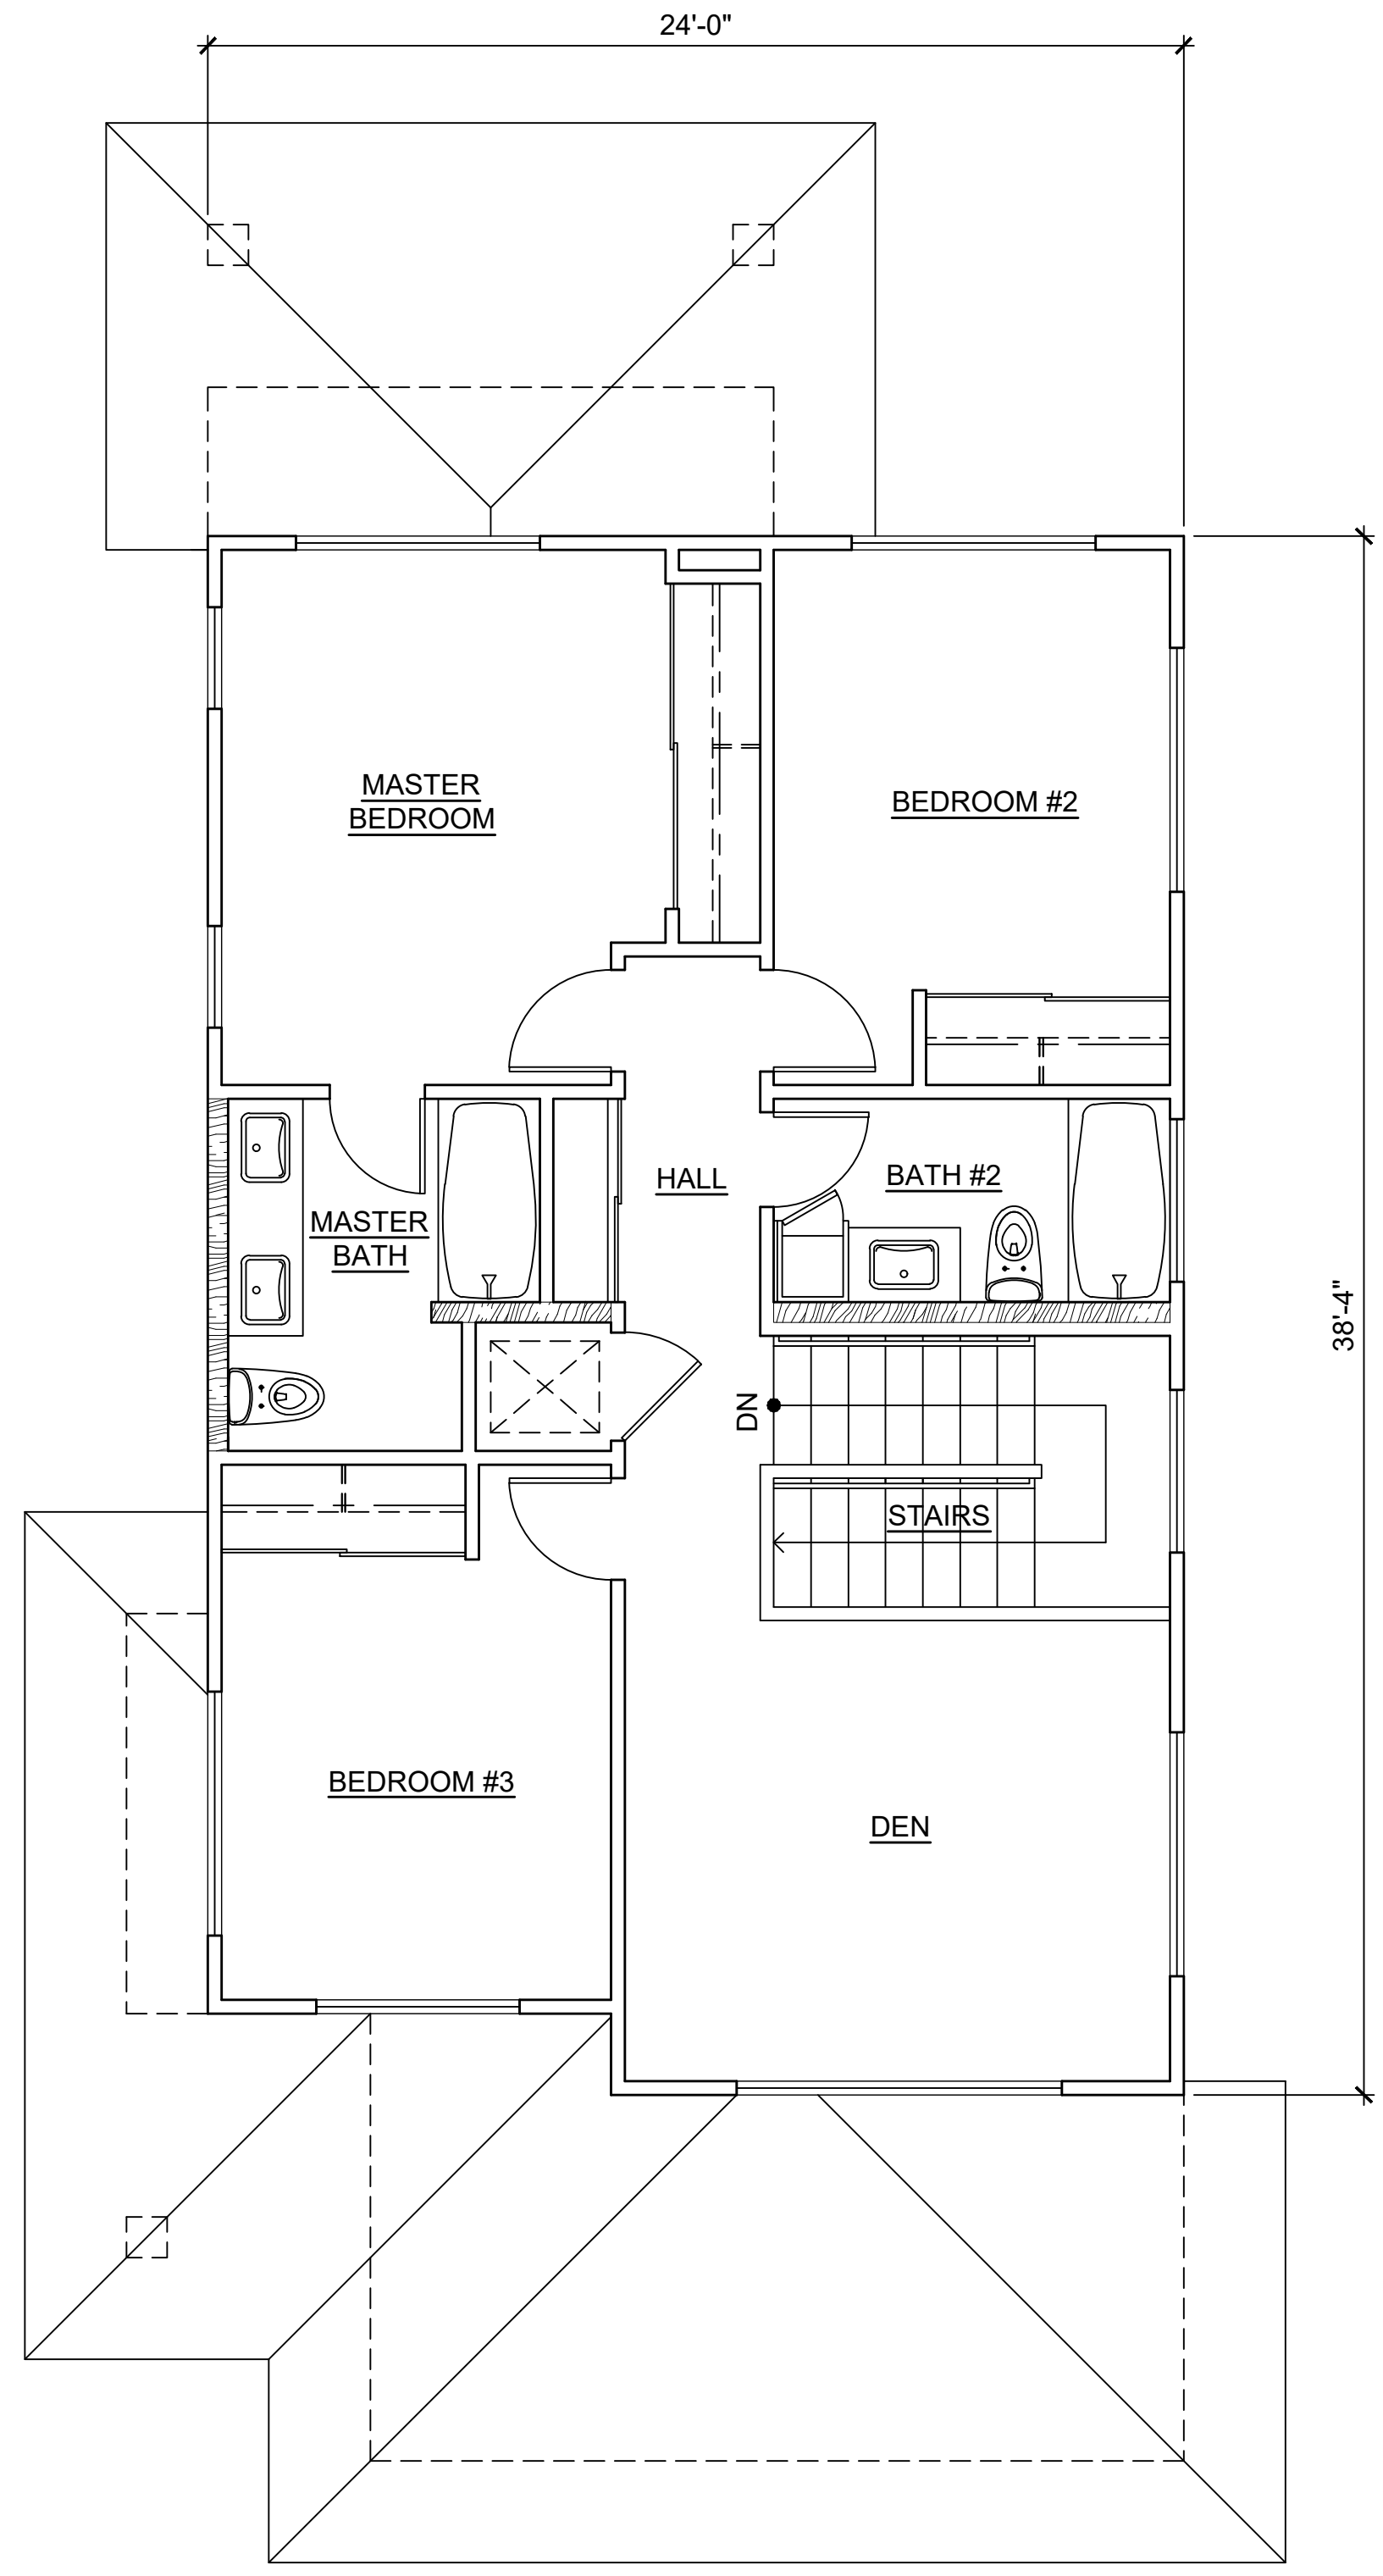 24'-0"
MASTER
BEDROOM
BEDROOM #2
HALL
BATH #2
MASTER
BATH
38'-4"
DN
STAIRS
BEDROOM #3
DEN